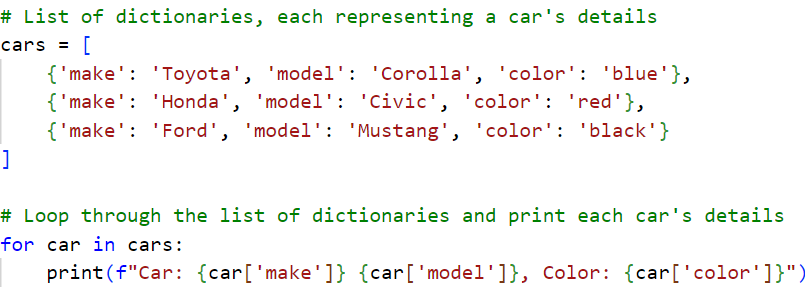 # List of dictionaries, each representing a car's details
cars = [
    {'make': 'Toyota', 'model': 'Corolla', 'color': 'blue'},
    {'make': 'Honda', 'model': 'Civic', 'color': 'red'},
    {'make': 'Ford', 'model': 'Mustang', 'color': 'black'}
]

# Loop through the list of dictionaries and print each car's details
for car in cars:
    print(f"Car: {car['make']} {car['model']}, Color: {car['color']}")